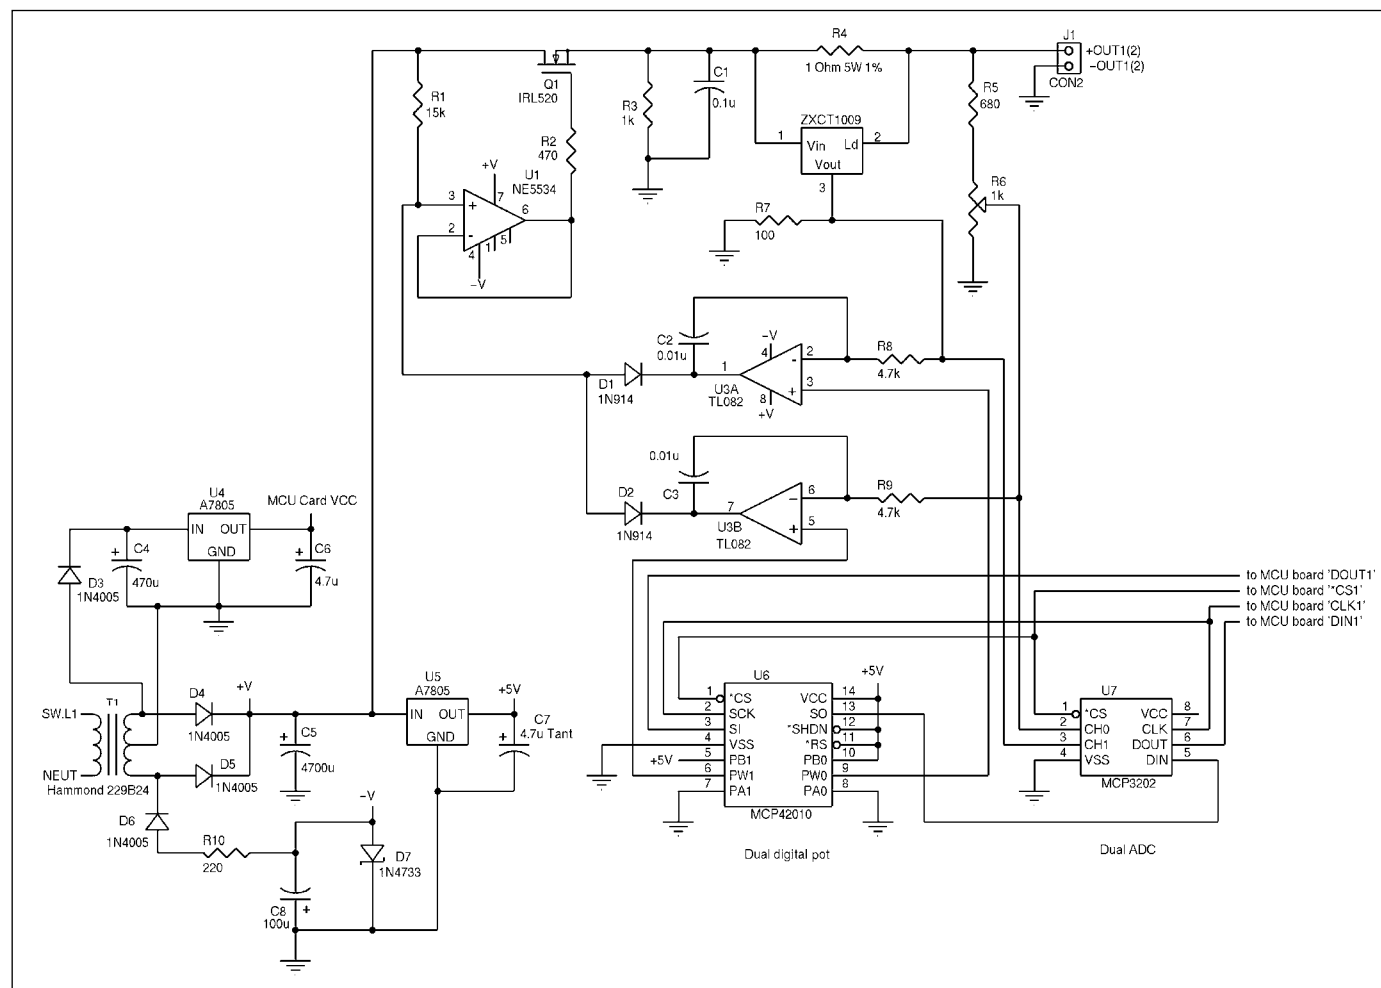 J1
+OUT1(2)
−OUT1(2)
CON2
R4
1 Ohm 5W 1%
Q1
IRL520
R1
15k
R3
1k
C1
0.1u
R5
680
ZXCT1009
1 Vin Ld 2
Vout
3
R2
470
+V
7
U1
NE5534
3 +
6
2 -
5
1
4
−V
R6
1k
R7
100
C2
0.01u
−V
4
- 2
1
+ 3
8
+V
U3A
TL082
R8
4.7k
D1
1N914
0.01u
C3
D2
1N914
7
− 6
+ 5
U3B
TL082
R9
4.7k
U4
A7805
IN OUT
GND
MCU Card VCC
+ C4
470u
+ C6
4.7u
D3
1N4005
to MCU board 'DOUT1'
to MCU board '*CS1'
to MCU board 'CLK1'
to MCU board 'DIN1'
T1
SW.L1
NEUT
Hammond 229B24
D4
1N4005
D5
1N4005
+V
+ C5
4700u
U5
A7805
IN OUT
GND
+5V
+ C7
4.7u Tant
D6
1N4005
R10
220
−V
D7
1N4733
C8 +
100u
U6
+5V
1 *CS VCC 14
2 SCK SO 13
3 SI *SHDN 12
4 VSS *RS 11
+5V 5 PB1 PB0 10
6 PW1 PW0 9
7 PA1 PA0 8
MCP42010
Dual digital pot
U7
1 *CS VCC 8
2 CH0 CLK 7
3 CH1 DOUT 6
4 VSS DIN 5
MCP3202
Dual ADC